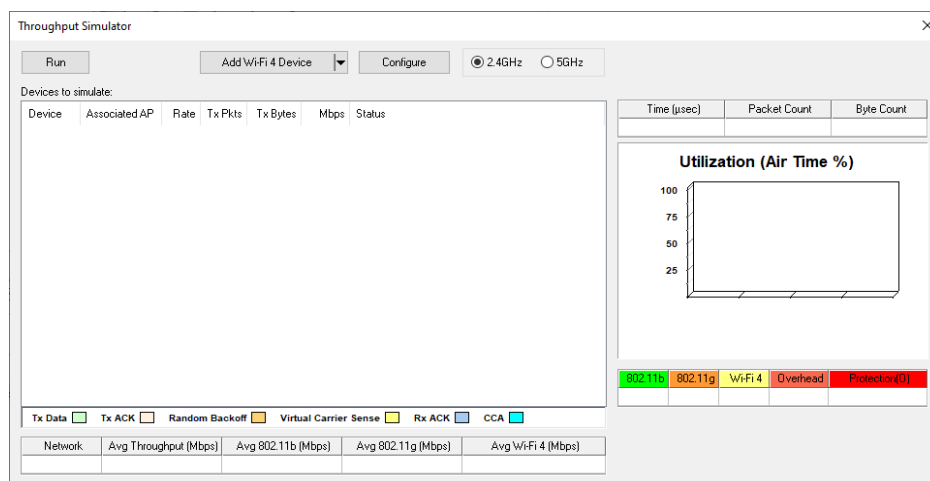 Throughput Simulator
Run Add Wi-Fi 4 Device Configure 2.4GHz 5GHz
Devices to simulate:
Device Associated AP Rate Tx Pkts Tx Bytes Mbps Status
Time (µsec) Packet Count Byte Count
Utilization (Air Time %)
100
75
50
25
802.11b 802.11g Wi-Fi 4 Overhead Protection(O)
Tx Data Tx ACK Random Backoff Virtual Carrier Sense Rx ACK CCA
Network Avg Throughput (Mbps) Avg 802.11b (Mbps) Avg 802.11g (Mbps) Avg Wi-Fi 4 (Mbps)